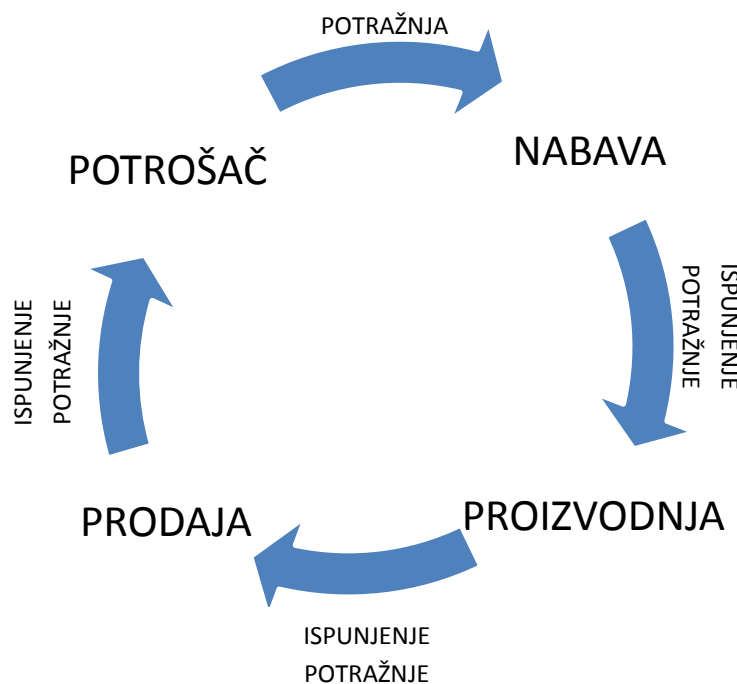 POTRAŽNJA
POTROŠAČ
NABAVA
ISPUNJENJE
POTRAŽNJE
PROIZVODNJA
ISPUNJENJE
POTRAŽNJE
PRODAJA
ISPUNJENJE
POTRAŽNJE